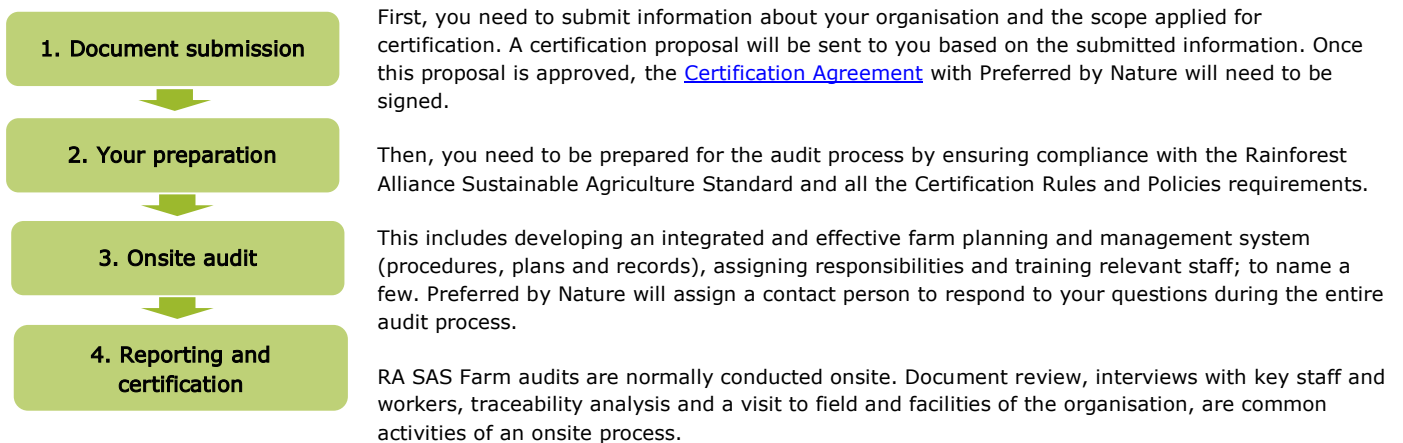 1. Document submission
2. Your preparation
3. Onsite audit
4. Reporting and
certification
First, you need to submit information about your organisation and the scope applied for
certification. A certification proposal will be sent to you based on the submitted information. Once
this proposal is approved, the Certification Agreement with Preferred by Nature will need to be
signed.
Then, you need to be prepared for the audit process by ensuring compliance with the Rainforest
Alliance Sustainable Agriculture Standard and all the Certification Rules and Policies requirements.
This includes developing an integrated and effective farm planning and management system
(procedures, plans and records), assigning responsibilities and training relevant staff; to name a
few. Preferred by Nature will assign a contact person to respond to your questions during the entire
audit process.
RA SAS Farm audits are normally conducted onsite. Document review, interviews with key staff and
workers, traceability analysis and a visit to field and facilities of the organisation, are common
activities of an onsite process.